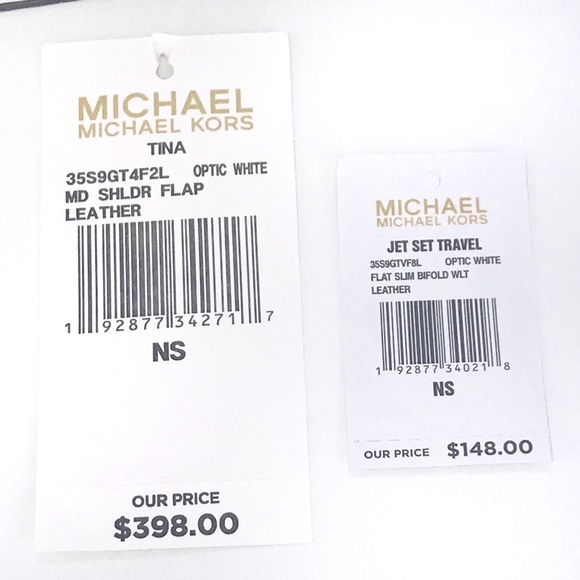 MICHAEL
MICHAEL KORS
TINA
35S9GT4F2L OPTIC WHITE
MD SHLDR FLAP
LEATHER
1 92877 34271 7
NS
OUR PRICE
$398.00
MICHAEL
MICHAEL KORS
JET SET TRAVEL
35S9GTVF8L OPTIC WHITE
FLAT SLIM BIFOLD WLT
LEATHER
1 92877 34021 8
NS
OUR PRICE $148.00